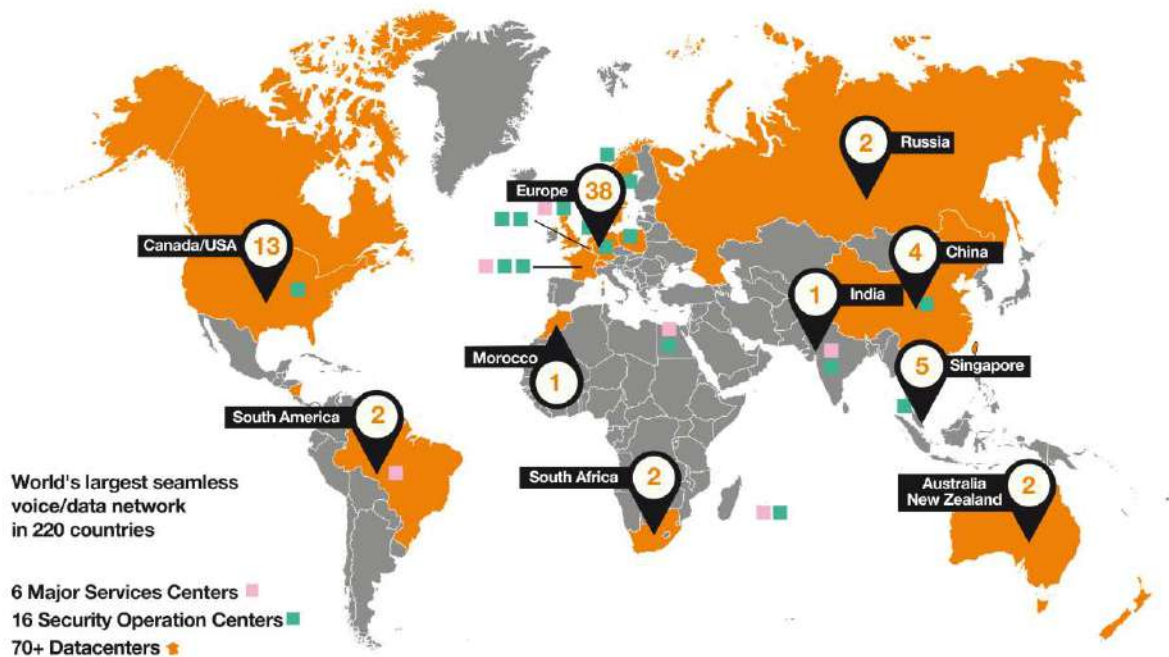 2
Russia
38
Europe
13
Canada/USA
4
China
1
India
Morocco
1
5
Singapore
2
South America
2
South Africa
2
Australia
New Zealand
World's largest seamless
voice/data network
in 220 countries
6 Major Services Centers
16 Security Operation Centers
70+ Datacenters